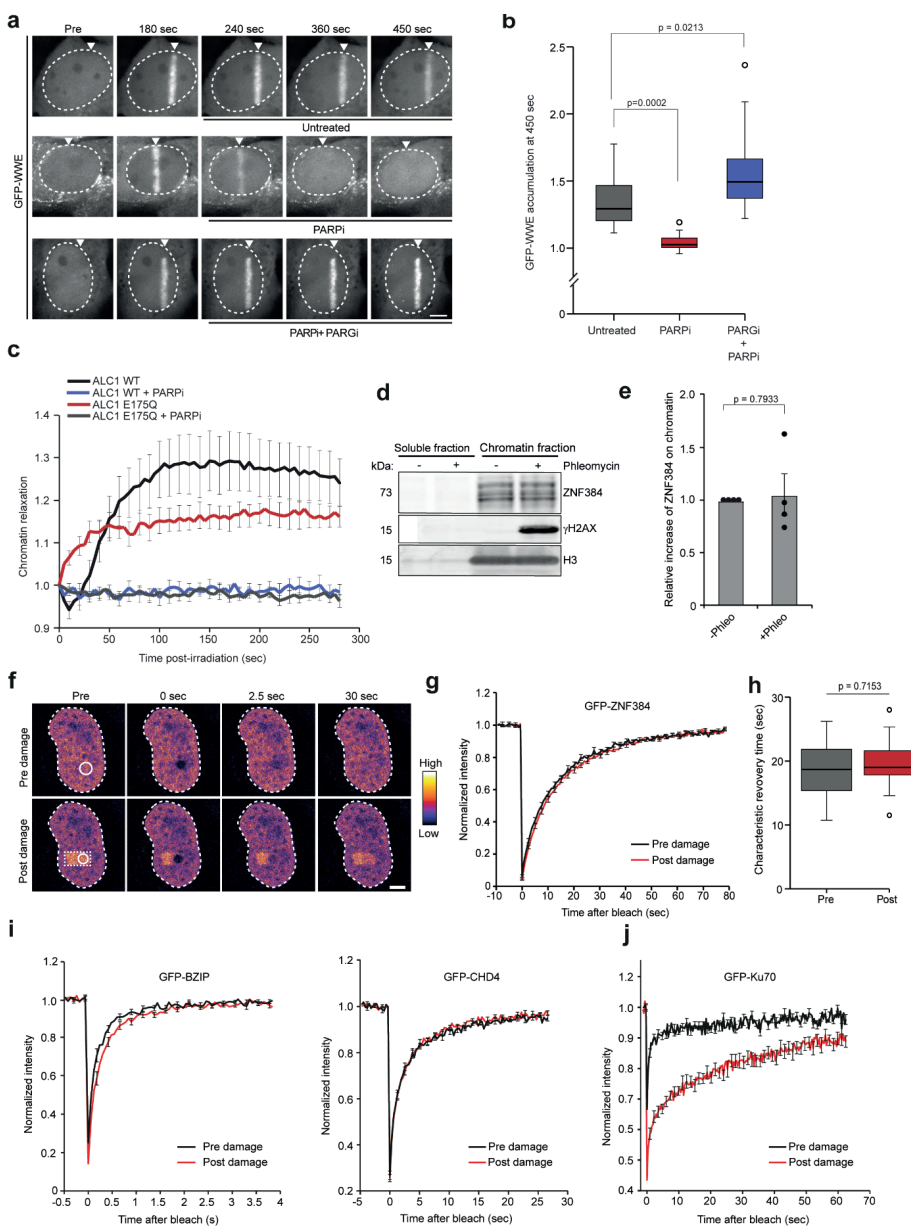 a
Pre 180 sec 240 sec 360 sec 450 sec
GFP-WWE
Untreated
PARPi
PARPi+ PARGi
b
p = 0.0213
p=0.0002
GFP-WWE accumulation at 450 sec
2.5
2.0
1.5
1.0
0
Untreated PARPi PARGi
+
PARPi
c
ALC1 WT
ALC1 WT + PARPi
ALC1 E175Q
ALC1 E175Q + PARPi
Chromatin relaxation
1.4
1.3
1.2
1.1
1.0
0.9
0 50 100 150 200 250 300
Time post-irradiation (sec)
d
Soluble fraction Chromatin fraction
kDa: - + - + Phleomycin
73 ZNF384
15 γH2AX
15 H3
e
p = 0.7933
Relative increase of ZNF384 on chromatin
2.0
1.5
1.0
0.5
0
-Phleo +Phleo
f
Pre 0 sec 2.5 sec 30 sec
Pre damage
Post damage
High
Low
g
GFP-ZNF384
Normalized intensity
1.2
1.0
0.8
0.6
0.4
0.2
0
Pre damage
Post damage
-10 0 10 20 30 40 50 60 70 80
Time after bleach (sec)
h
p = 0.7153
Characteristic revovery time (sec)
30
20
10
0
Pre Post
i
GFP-BZIP
Normalized intensity
1.2
1.0
0.8
0.6
0.4
0
Pre damage
Post damage
-0.5 0 0.5 1 1.5 2 2.5 3 3.5 4
Time after bleach (s)
GFP-CHD4
Normalized intensity
1.2
1.0
0.8
0.6
0.4
0.2
Pre damage
Post damage
-5 0 5 10 15 20 25 30
Time after bleach (sec)
j
GFP-Ku70
Normalized intensity
1.2
1.0
0.9
0.8
0.7
0.6
0.5
0.4
Pre damage
Post damage
0 10 20 30 40 50 60 70
Time after bleach (sec)